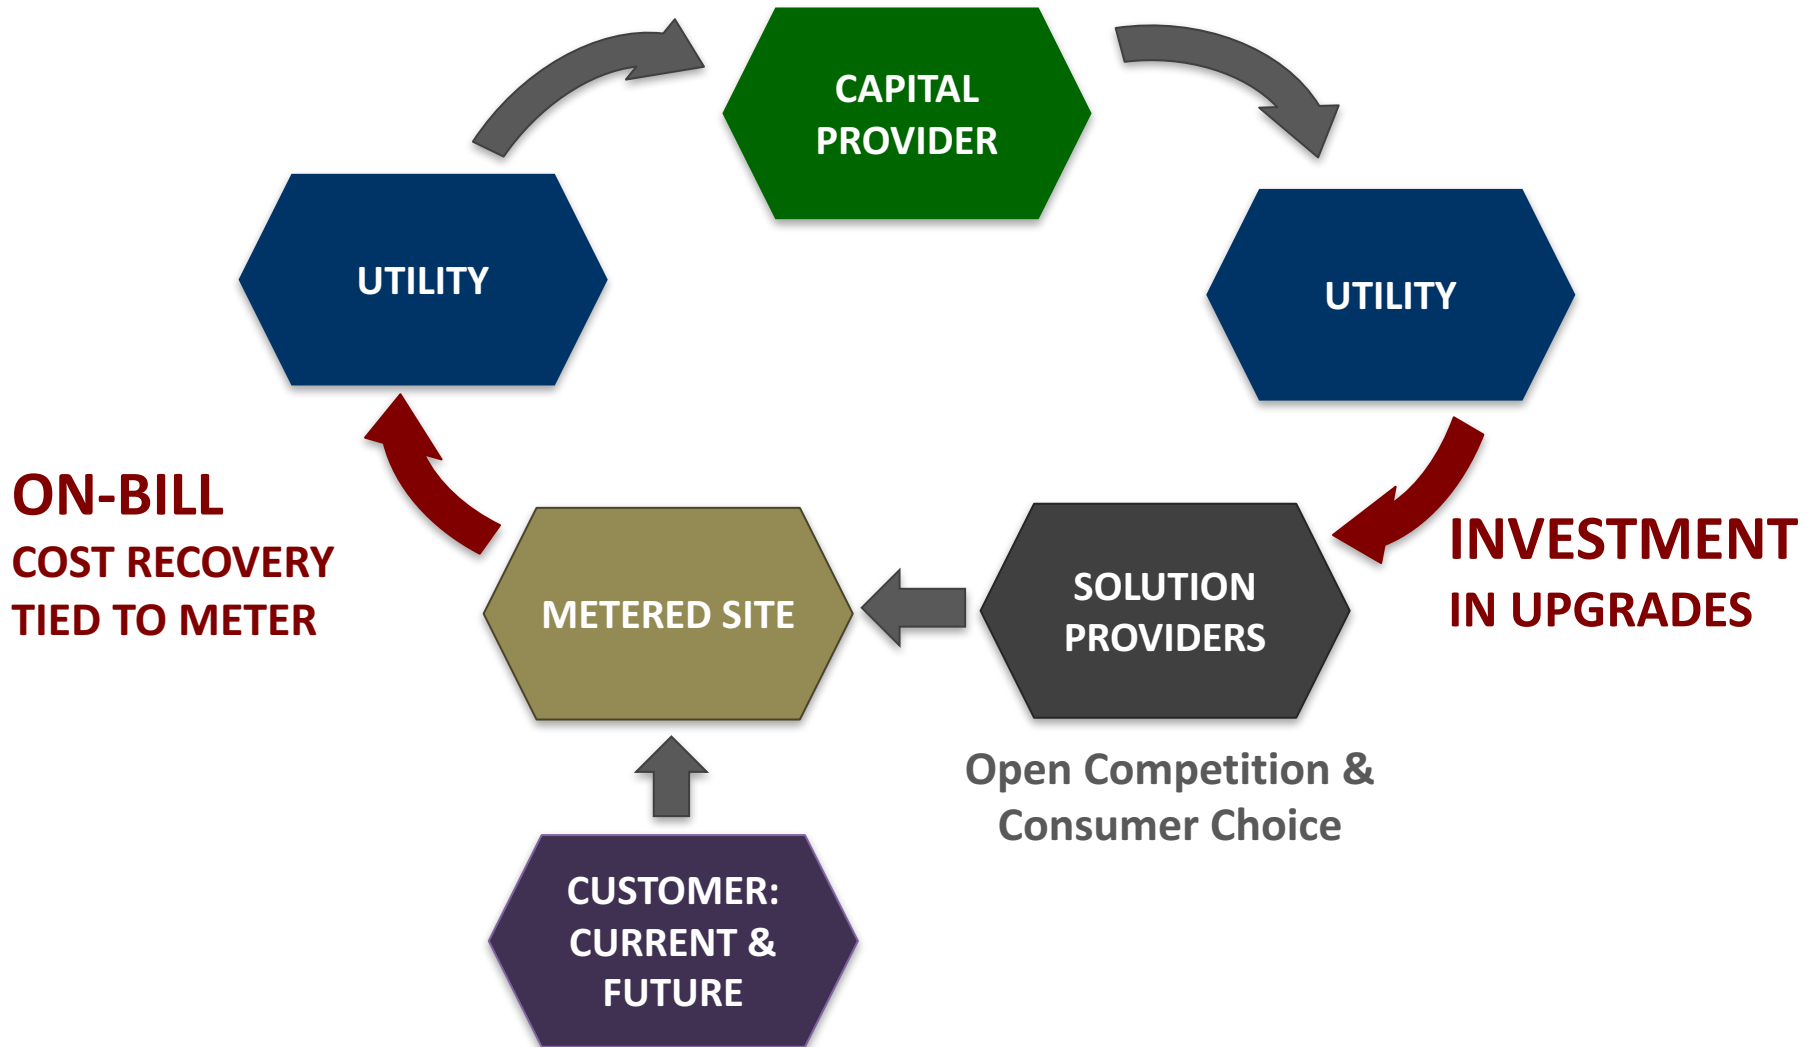 CAPITAL
PROVIDER
UTILITY
UTILITY
ON-BILL
COST RECOVERY
TIED TO METER
METERED SITE
SOLUTION
PROVIDERS
INVESTMENT
IN UPGRADES
Open Competition &
Consumer Choice
CUSTOMER:
CURRENT &
FUTURE